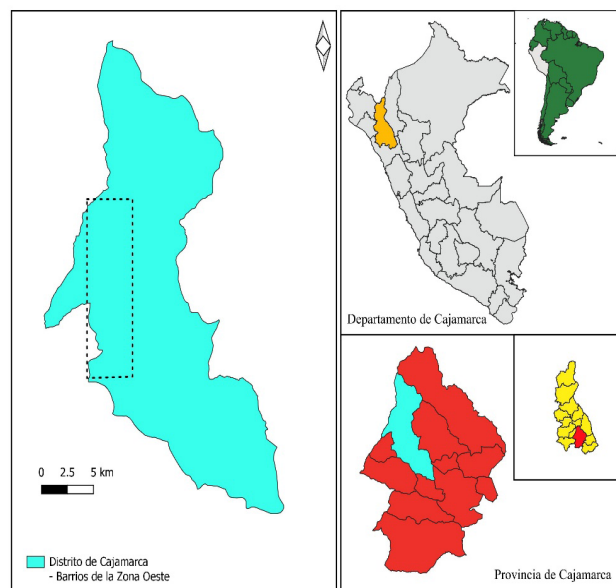 0 2.5 5 km
Distrito de Cajamarca
- Barrios de la Zona Oeste
Departamento de Cajamarca
Provincia de Cajamarca